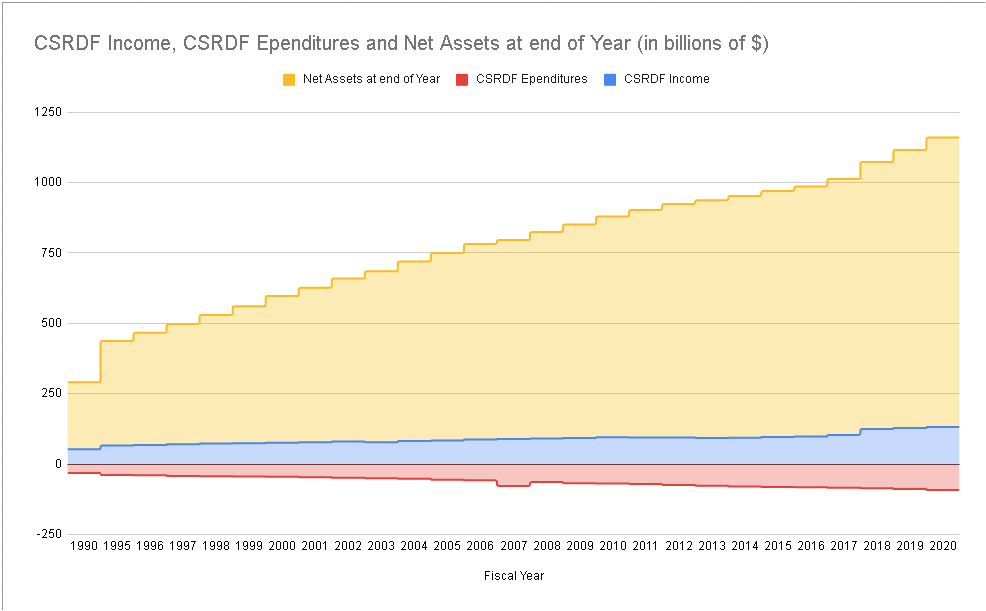 CSRDF Income, CSRDF Ependitures and Net Assets at end of Year (in billions of $)
Net Assets at end of Year CSRDF Ependitures CSRDF Income
1250
1000
750
500
250
0
-250
1990 1995 1996 1997 1998 1999 2000 2001 2002 2003 2004 2005 2006 2007 2008 2009 2010 2011 2012 2013 2014 2015 2016 2017 2018 2019 2020
Fiscal Year